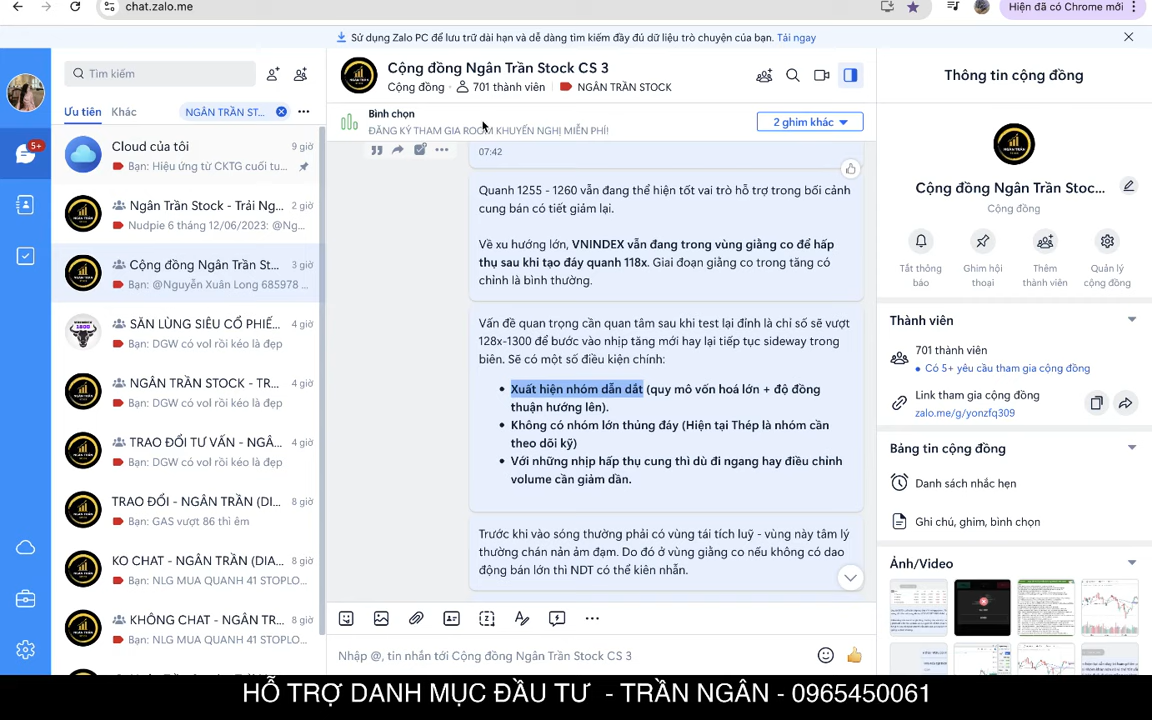 chat.zalo.me
Hiện đã có Chrome mới
Sử dụng Zalo PC để lưu trữ dài hạn và dễ dàng tìm kiếm đầy đủ dữ liệu trò chuyện của bạn. Tải ngay
Tìm kiếm
Ưu tiên Khác NGÂN TRẦN ST...
Cloud của tôi 9 giờ
Bạn: Hiệu ứng từ CKTG cuối tu...
Ngân Trần Stock - Trải Ng... 2 giờ
Nudpie 6 tháng 12/06/2023: @Ng...
Cộng đồng Ngân Trần St... 3 giờ
Bạn: @Nguyễn Xuân Long 685978 ...
SĂN LÙNG SIÊU CỔ PHIẾ... 4 giờ
Bạn: DGW có vol rồi kéo là đẹp
NGÂN TRẦN STOCK - TR... 4 giờ
Bạn: DGW có vol rồi kéo là đẹp
TRAO ĐỔI TƯ VẤN - NGÂ... 4 giờ
Bạn: DGW có vol rồi kéo là đẹp
TRAO ĐỔI - NGÂN TRẦN (DI... 8 giờ
Bạn: GAS vượt 86 thì êm
KO CHAT - NGÂN TRẦN (DIA... 8 giờ
Bạn: NLG MUA QUANH 41 STOPLO...
KHÔNG CHAT - NGÂN TR... 8 giờ
Bạn: NLG MUA QUANH 41 STOPLO...
5+
Cộng đồng Ngân Trần Stock CS 3
Cộng đồng 701 thành viên NGÂN TRẦN STOCK
Bình chọn
ĐĂNG KÝ THAM GIA ROOM KHUYẾN NGHỊ MIỄN PHÍ!
2 ghim khác
07:42
Quanh 1255 - 1260 vẫn đang thể hiện tốt vai trò hỗ trợ trong bối cảnh
cung bán có tiết giảm lại.
Về xu hướng lớn, VNINDEX vẫn đang trong vùng giằng co để hấp
thụ sau khi tạo đáy quanh 118x. Giai đoạn giằng co trong tăng có
chỉnh là bình thường.
Vấn đề quan trọng cần quan tâm sau khi test lại đỉnh là chỉ số sẽ vượt
128x-1300 để bước vào nhịp tăng mới hay lại tiếp tục sideway trong
biên. Sẽ có một số điều kiện chính:
• Xuất hiện nhóm dẫn dắt (quy mô vốn hoá lớn + độ đồng
thuận hướng lên).
• Không có nhóm lớn thủng đáy (Hiện tại Thép là nhóm cần
theo dõi kỹ)
• Với những nhịp hấp thụ cung thì dù đi ngang hay điều chỉnh
volume cần giảm dần.
Trước khi vào sóng thường phải có vùng tái tích luỹ - vùng này tâm lý
thường chán nản ảm đạm. Do đó ở vùng giằng co nếu không có dao
động bán lớn thì NDT có thể kiên nhẫn.
Nhập @, tin nhắn tới Cộng đồng Ngân Trần Stock CS 3
Thông tin cộng đồng
Cộng đồng Ngân Trần Stoc...
Cộng đồng
Tắt thông báo
Ghim hội thoại
Thêm thành viên
Quản lý cộng đồng
Thành viên
701 thành viên
• Có 5+ yêu cầu tham gia cộng đồng
Link tham gia cộng đồng
zalo.me/g/yonzfq309
Bảng tin cộng đồng
Danh sách nhắc hẹn
Ghi chú, ghim, bình chọn
Ảnh/Video
HỖ TRỢ DANH MỤC ĐẦU TƯ - TRẦN NGÂN - 0965450061